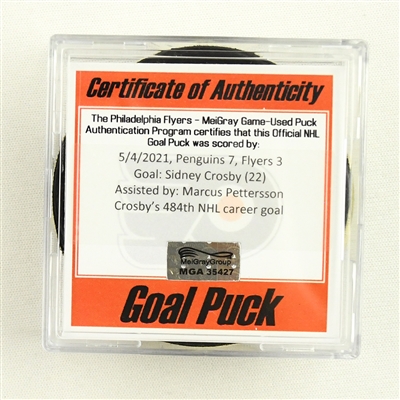 Certificate of Authenticity
The Philadelphia Flyers - MeiGray Game-Used Puck
Authentication Program certifies that this Official NHL
Goal Puck was scored by:
5/4/2021, Penguins 7, Flyers 3
Goal: Sidney Crosby (22)
Assisted by: Marcus Pettersson
Crosby's 484th NHL career goal
MeiGrayGroup
MGA 35427
Goal Puck